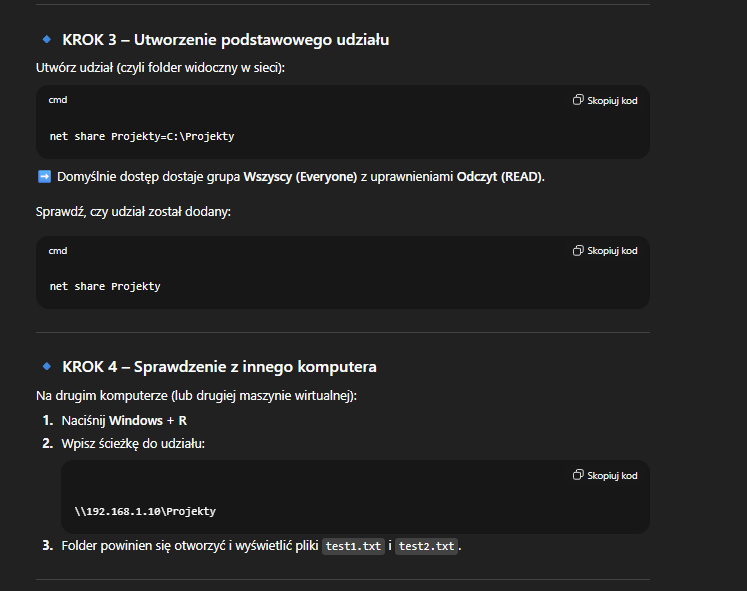 KROK 3 – Utworzenie podstawowego udziału
Utwórz udział (czyli folder widoczny w sieci):
cmd
Skopiuj kod
net share Projekty=C:\Projekty
Domyślnie dostęp dostaje grupa Wszyscy (Everyone) z uprawnieniami Odczyt (READ).
Sprawdź, czy udział został dodany:
cmd
Skopiuj kod
net share Projekty
KROK 4 – Sprawdzenie z innego komputera
Na drugim komputerze (lub drugiej maszynie wirtualnej):
1. Naciśnij Windows + R
2. Wpisz ścieżkę do udziału:
Skopiuj kod
\\192.168.1.10\Projekty
3. Folder powinien się otworzyć i wyświetlić pliki test1.txt i test2.txt.